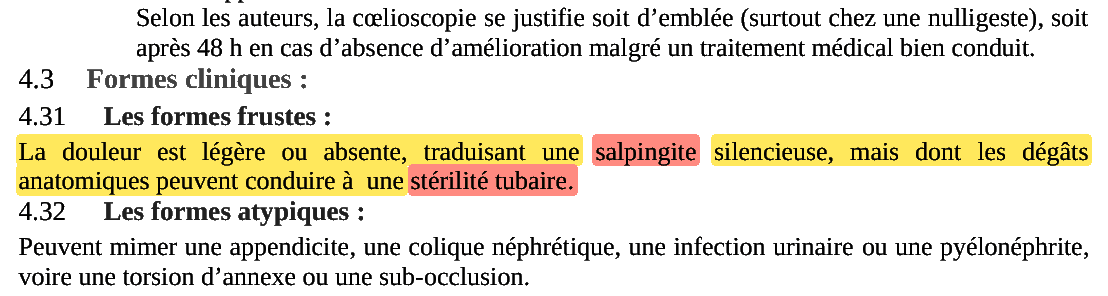 Selon les auteurs, la cœlioscopie se justifie soit d’emblée (surtout chez une nulligeste), soit
après 48 h en cas d’absence d’amélioration malgré un traitement médical bien conduit.
4.3 Formes cliniques :
4.31 Les formes frustes :
La douleur est légère ou absente, traduisant une salpingite silencieuse, mais dont les dégâts
anatomiques peuvent conduire à une stérilité tubaire.
4.32 Les formes atypiques :
Peuvent mimer une appendicite, une colique néphrétique, une infection urinaire ou une pyélonéphrite,
voire une torsion d’annexe ou une sub-occlusion.